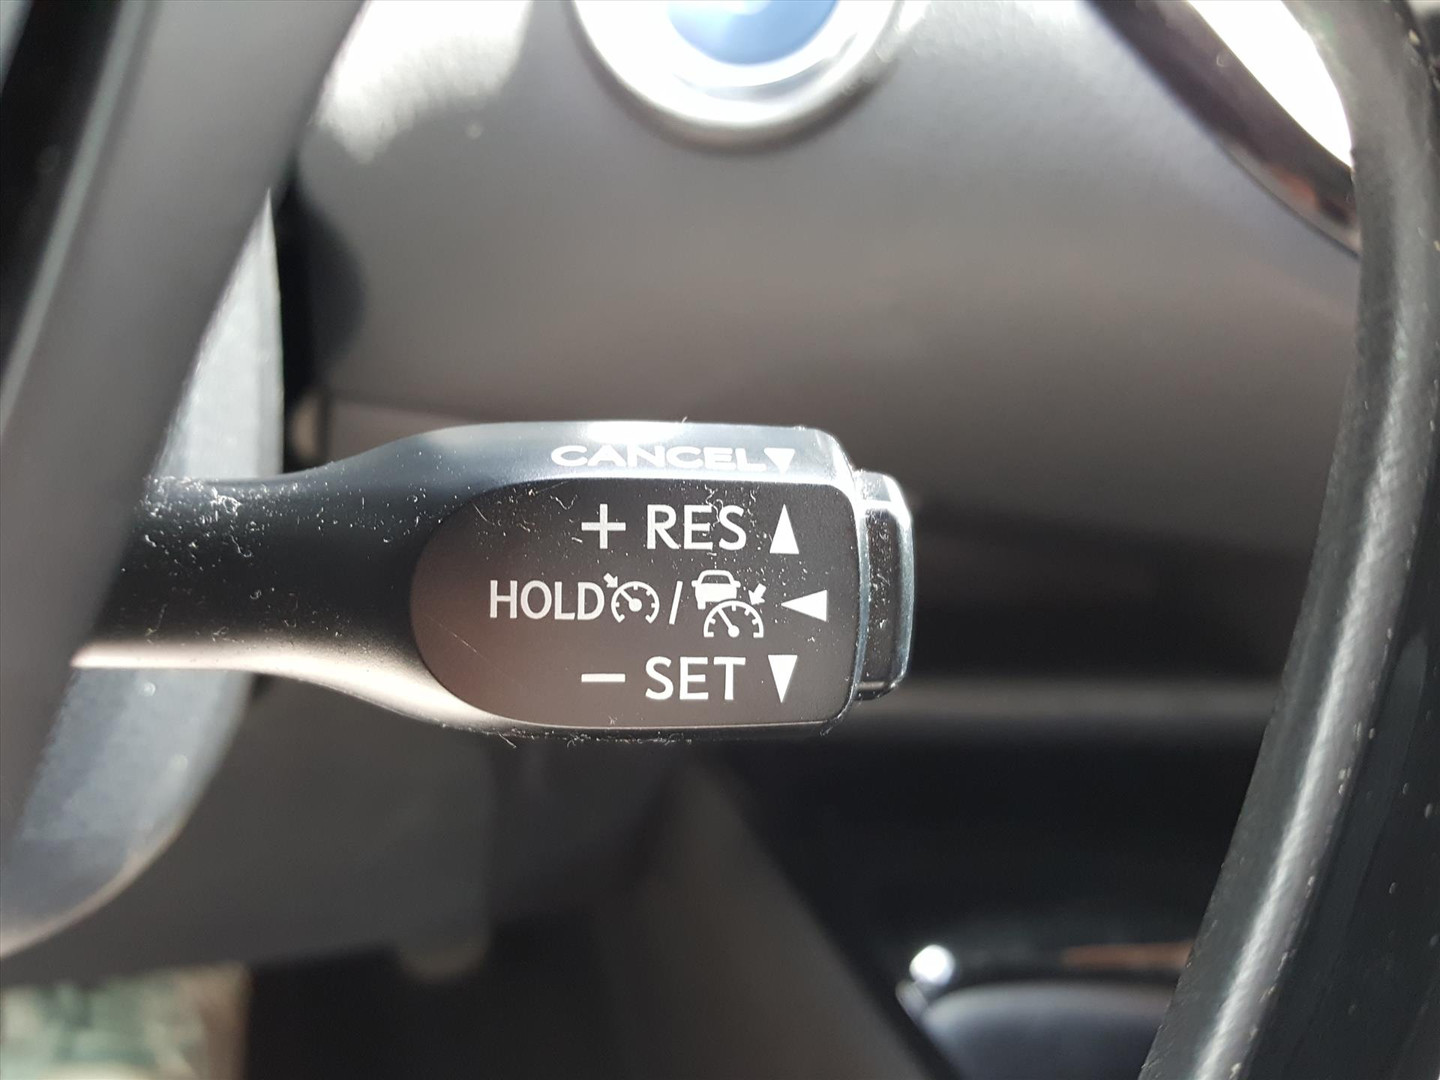 CANCEL▼
+ RES ▲
HOLD / ◀
− SET ▼